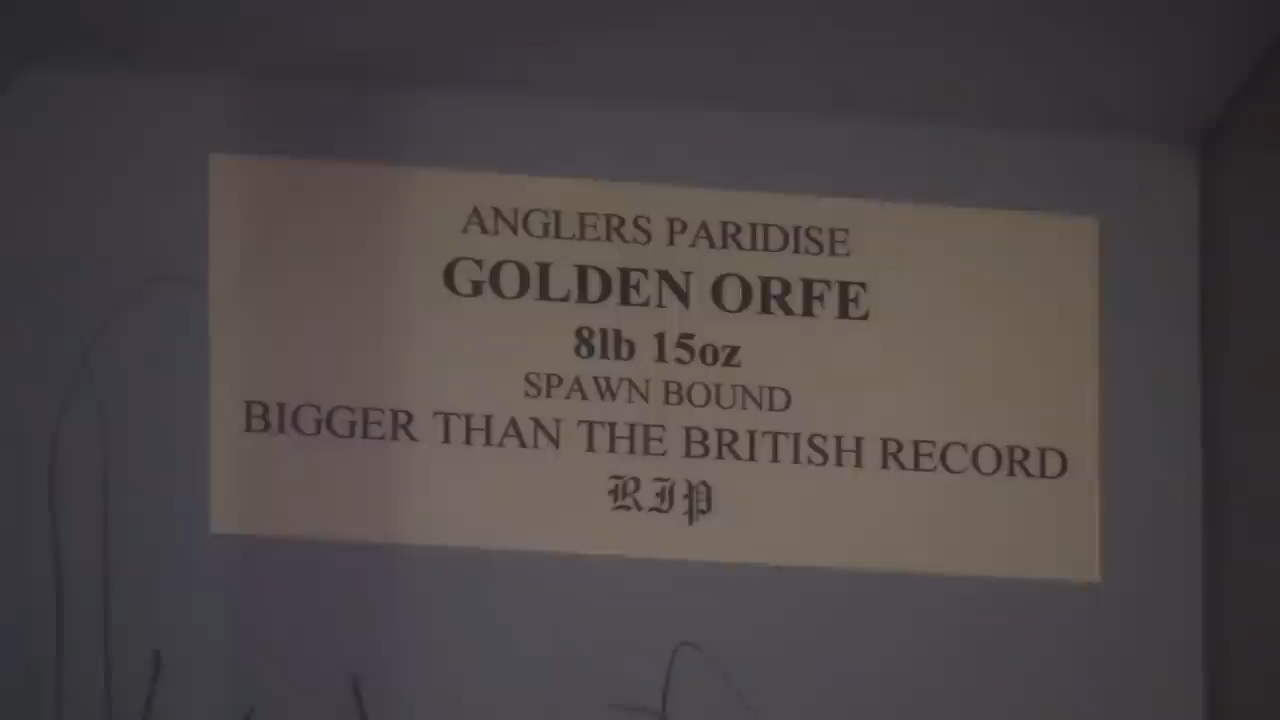 ANGLERS PARIDISE
GOLDEN ORFE
8lb 15oz
SPAWN BOUND
BIGGER THAN THE BRITISH RECORD
RIP